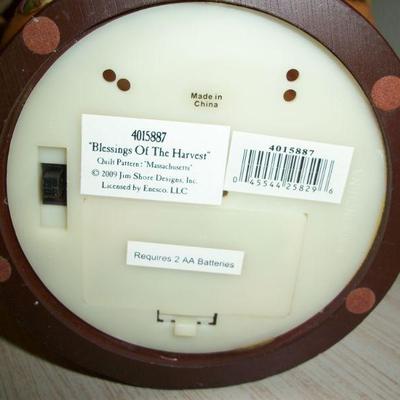 Made in
China
4015887
"Blessings Of The Harvest"
Quilt Pattern: "Massachusetts"
© 2009 Jim Shore Designs, Inc.
Licensed by Enesco, LLC
4015887
0 45544 25829 6
Requires 2 AA Batteries